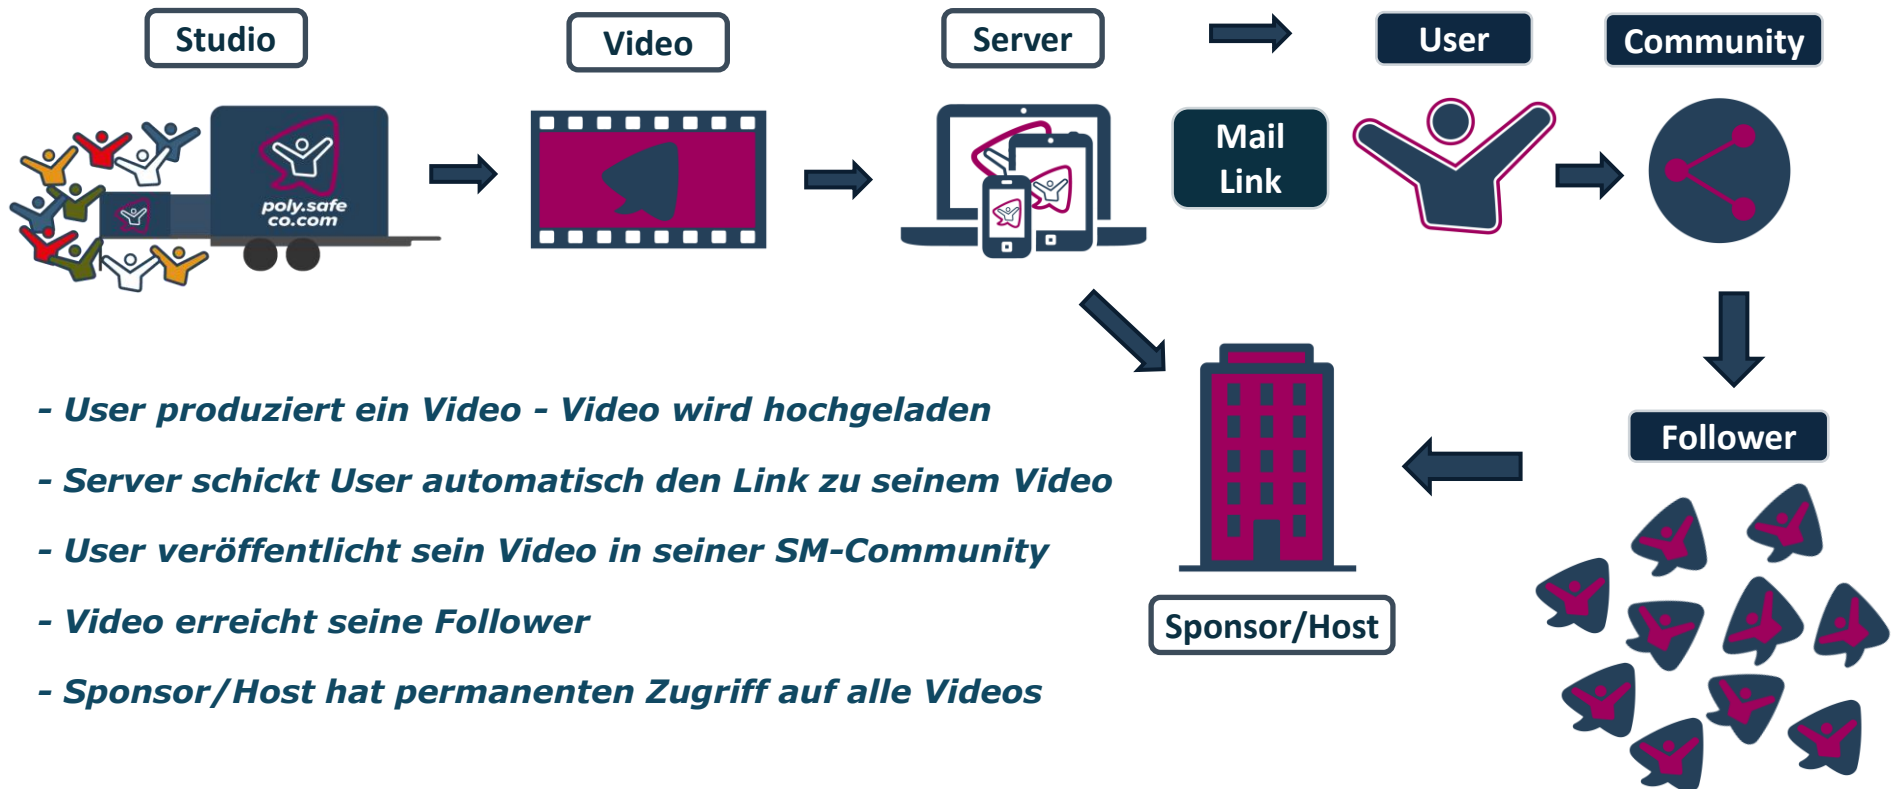 Studio
Video
Server
User
Community
poly.safe
co.com
Mail
Link
- User produziert ein Video - Video wird hochgeladen
- Server schickt User automatisch den Link zu seinem Video
- User veröffentlicht sein Video in seiner SM-Community
- Video erreicht seine Follower
- Sponsor/Host hat permanenten Zugriff auf alle Videos
Sponsor/Host
Follower